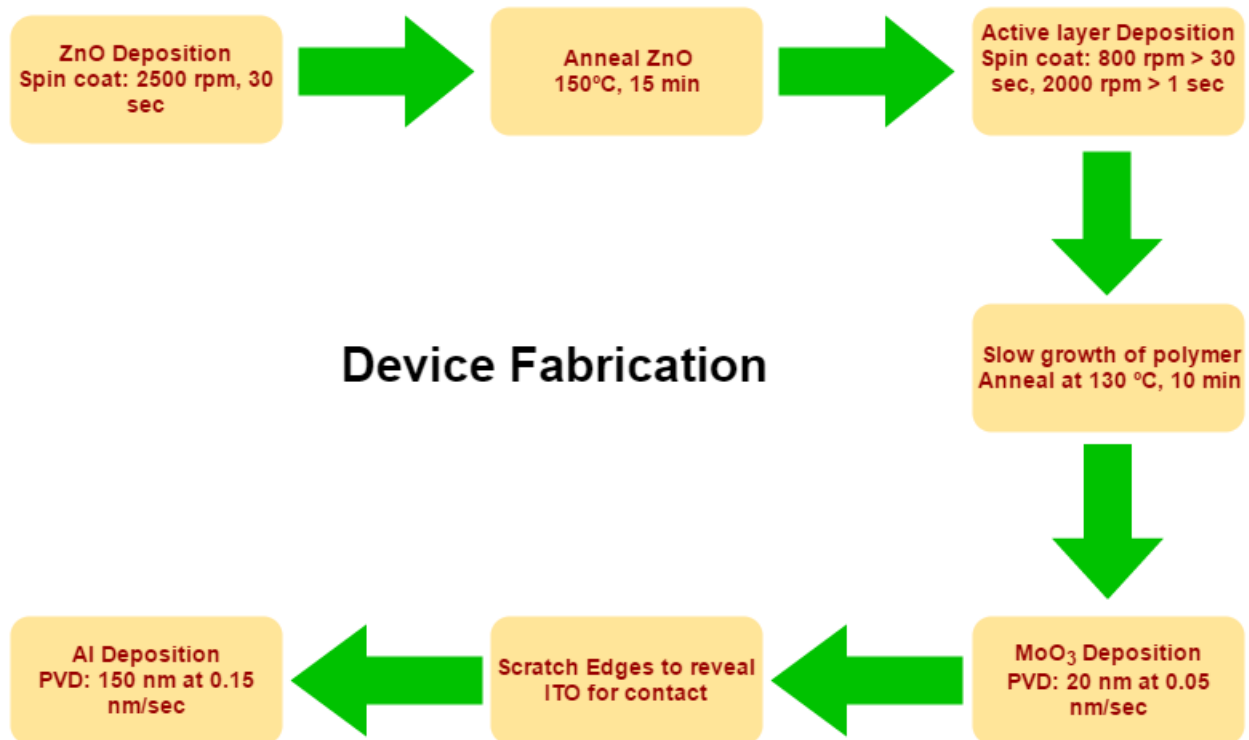 ZnO Deposition
Spin coat: 2500 rpm, 30
sec
Anneal ZnO
150ºC, 15 min
Active layer Deposition
Spin coat: 800 rpm > 30
sec, 2000 rpm > 1 sec
Device Fabrication
Slow growth of polymer
Anneal at 130 ºC, 10 min
MoO₃ Deposition
PVD: 20 nm at 0.05
nm/sec
Scratch Edges to reveal
ITO for contact
Al Deposition
PVD: 150 nm at 0.15
nm/sec